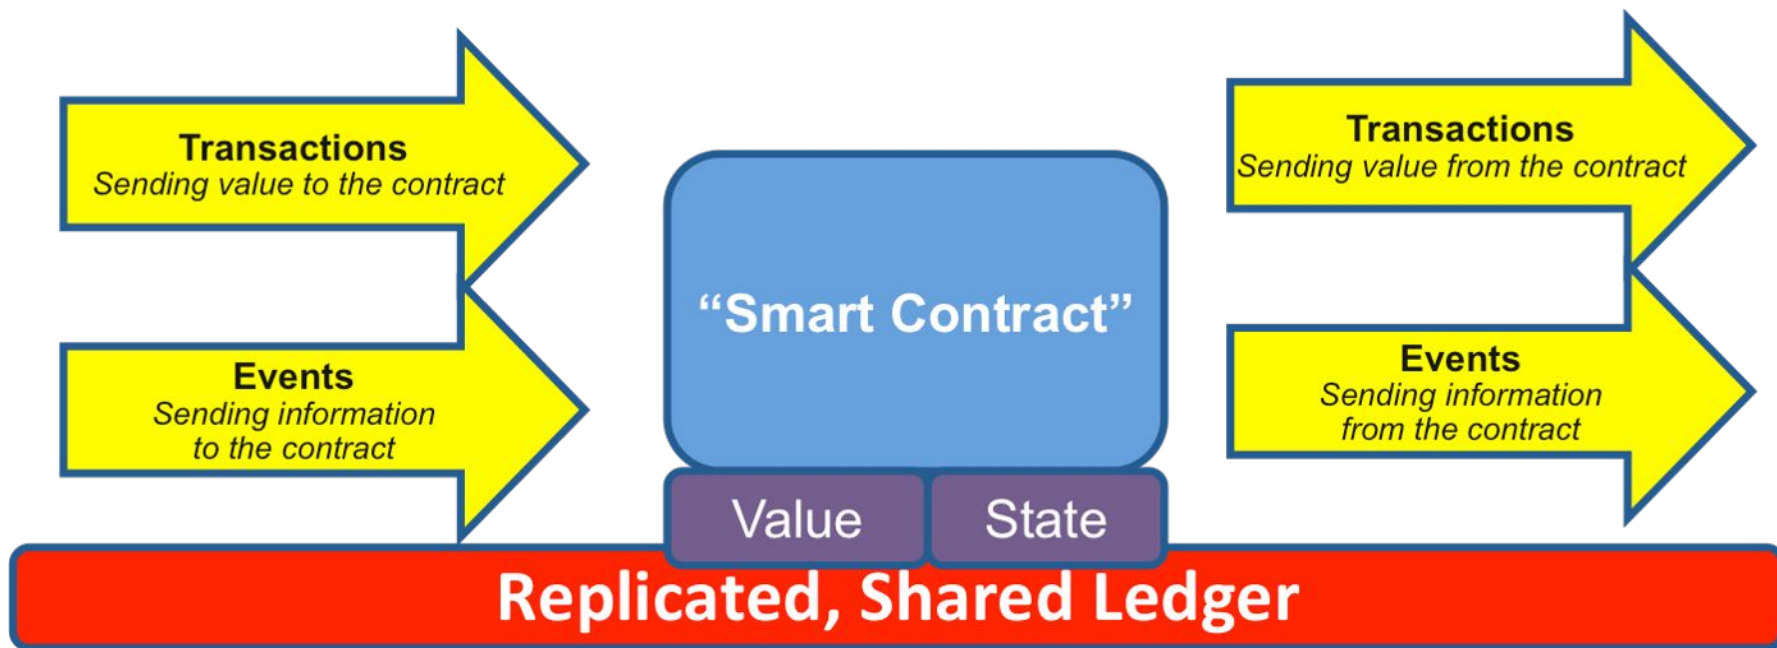 Transactions
Sending value to the contract
Events
Sending information
to the contract
“Smart Contract”
Value
State
Transactions
Sending value from the contract
Events
Sending information
from the contract
Replicated, Shared Ledger